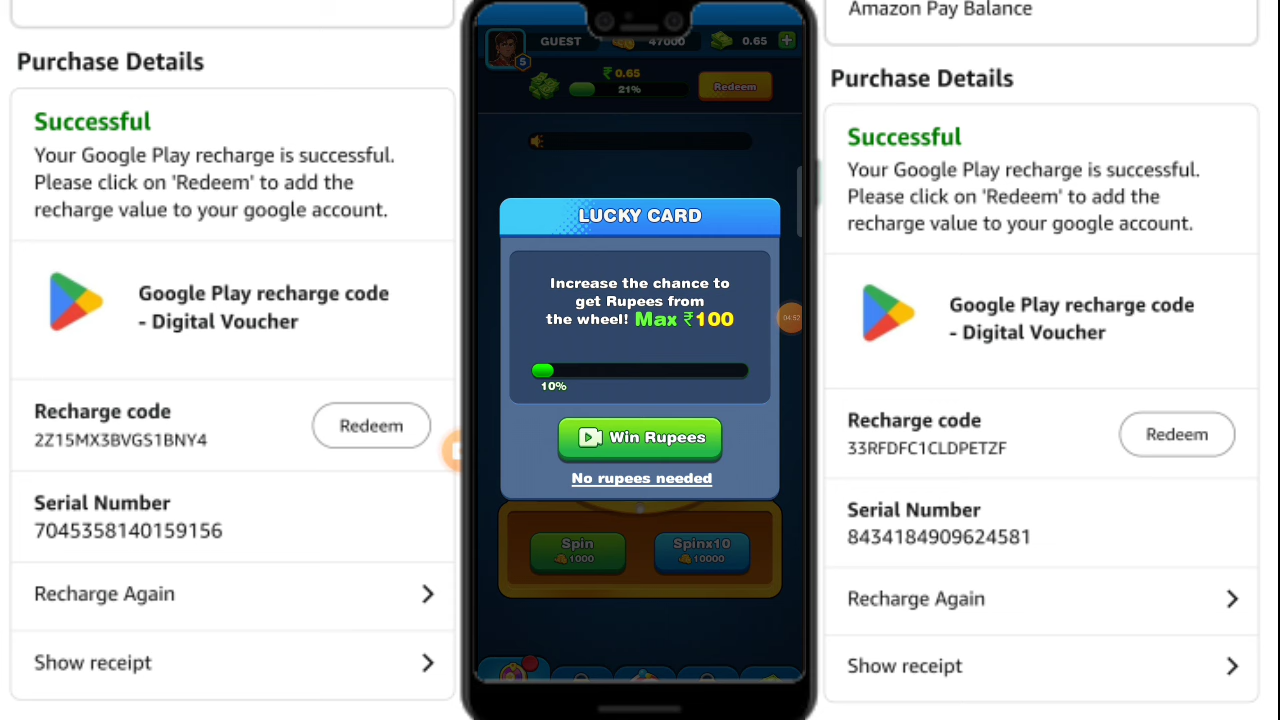 Purchase Details
Successful
Your Google Play recharge is successful.
Please click on 'Redeem' to add the
recharge value to your google account.
Google Play recharge code
- Digital Voucher
Recharge code
2Z15MX3BVGS1BNY4
Redeem
Serial Number
7045358140159156
Recharge Again
Show receipt
GUEST
47000
0.65
S
₹0.65
21%
Redeem
LUCKY CARD
Increase the chance to
get Rupees from
the wheel! Max ₹100
10%
Win Rupees
No rupees needed
04:52
Spin
1000
Spinx10
10000
Amazon Pay Balance
Purchase Details
Successful
Your Google Play recharge is successful.
Please click on 'Redeem' to add the
recharge value to your google account.
Google Play recharge code
- Digital Voucher
Recharge code
33RFDFC1CLDPETZF
Redeem
Serial Number
8434184909624581
Recharge Again
Show receipt